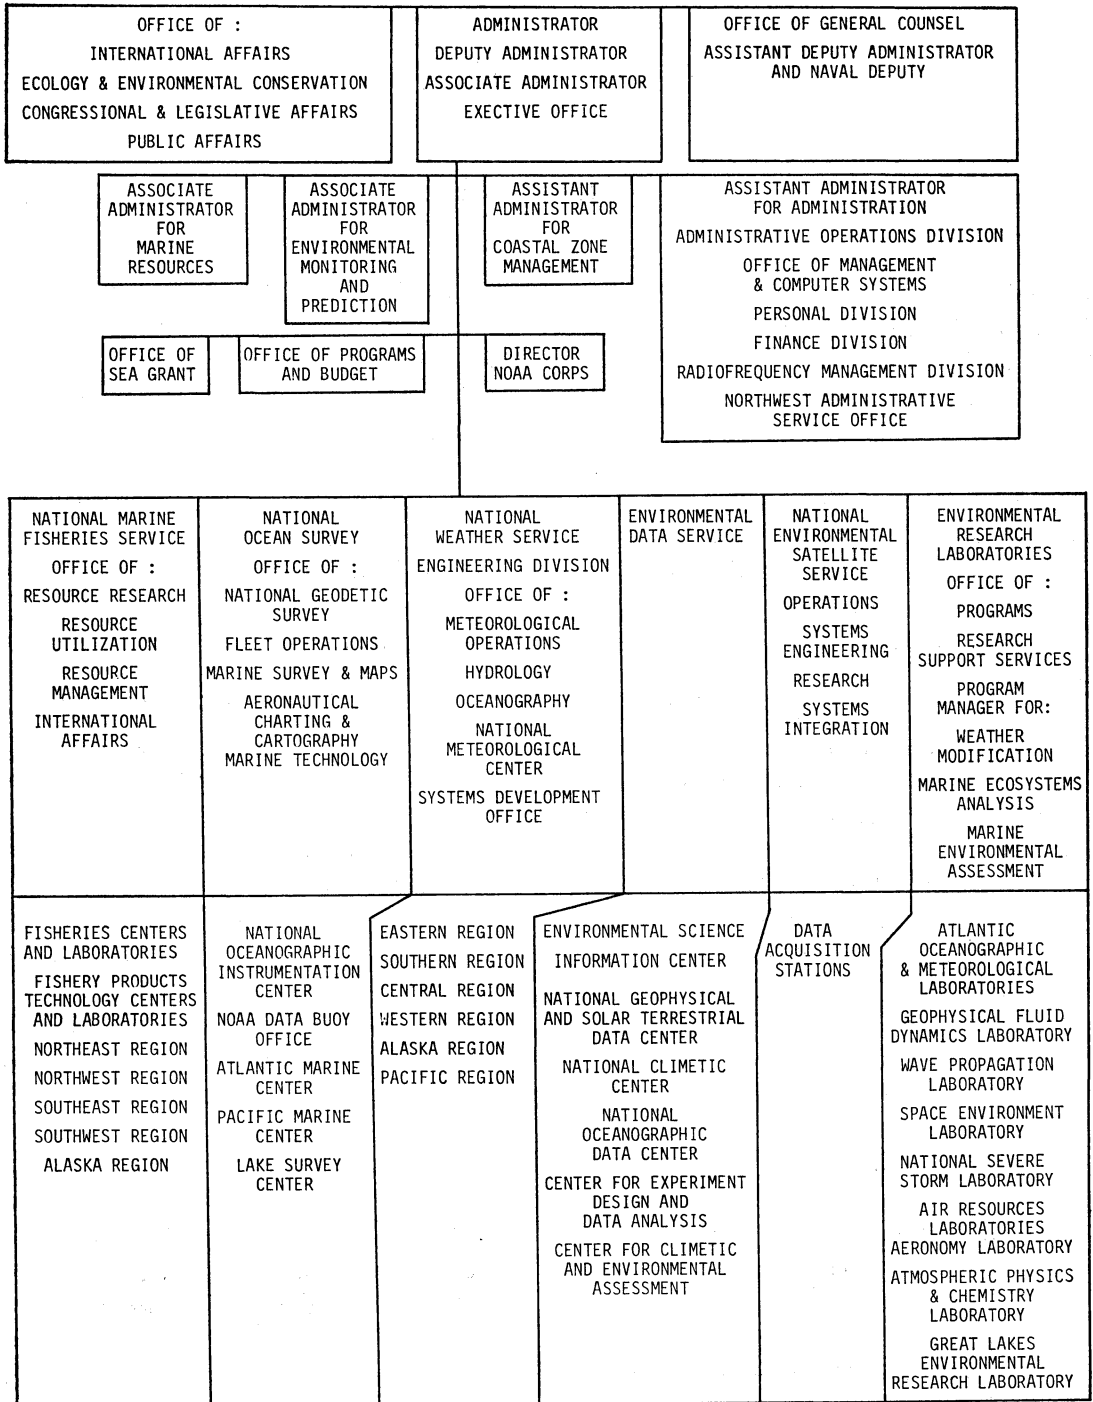 OFFICE OF :
INTERNATIONAL AFFAIRS
ECOLOGY & ENVIRONMENTAL CONSERVATION
CONGRESSIONAL & LEGISLATIVE AFFAIRS
PUBLIC AFFAIRS
ADMINISTRATOR
DEPUTY ADMINISTRATOR
ASSOCIATE ADMINISTRATOR
EXECTIVE OFFICE
OFFICE OF GENERAL COUNSEL
ASSISTANT DEPUTY ADMINISTRATOR
AND NAVAL DEPUTY
ASSOCIATE
ADMINISTRATOR
FOR
MARINE
RESOURCES
ASSOCIATE
ADMINISTRATOR
FOR
ENVIRONMENTAL
MONITORING
AND
PREDICTION
ASSISTANT
ADMINISTRATOR
FOR
COASTAL ZONE
MANAGEMENT
ASSISTANT ADMINISTRATOR
FOR ADMINISTRATION
ADMINISTRATIVE OPERATIONS DIVISION
OFFICE OF MANAGEMENT
& COMPUTER SYSTEMS
PERSONAL DIVISION
FINANCE DIVISION
RADIOFREQUENCY MANAGEMENT DIVISION
NORTHWEST ADMINISTRATIVE
SERVICE OFFICE
OFFICE OF
SEA GRANT
OFFICE OF PROGRAMS
AND BUDGET
DIRECTOR
NOAA CORPS
NATIONAL MARINE
FISHERIES SERVICE
OFFICE OF :
RESOURCE RESEARCH
RESOURCE
UTILIZATION
RESOURCE
MANAGEMENT
INTERNATIONAL
AFFAIRS
NATIONAL
OCEAN SURVEY
OFFICE OF :
NATIONAL GEODETIC
SURVEY
FLEET OPERATIONS
MARINE SURVEY & MAPS
AERONAUTICAL
CHARTING &
CARTOGRAPHY
MARINE TECHNOLOGY
NATIONAL
WEATHER SERVICE
ENGINEERING DIVISION
OFFICE OF :
METEOROLOGICAL
OPERATIONS
HYDROLOGY
OCEANOGRAPHY
NATIONAL
METEOROLOGICAL
CENTER
SYSTEMS DEVELOPMENT
OFFICE
ENVIRONMENTAL
DATA SERVICE
NATIONAL
ENVIRONMENTAL
SATELLITE
SERVICE
OPERATIONS
SYSTEMS
ENGINEERING
RESEARCH
SYSTEMS
INTEGRATION
ENVIRONMENTAL
RESEARCH
LABORATORIES
OFFICE OF :
PROGRAMS
RESEARCH
SUPPORT SERVICES
PROGRAM
MANAGER FOR:
WEATHER
MODIFICATION
MARINE ECOSYSTEMS
ANALYSIS
MARINE
ENVIRONMENTAL
ASSESSMENT
FISHERIES CENTERS
AND LABORATORIES
FISHERY PRODUCTS
TECHNOLOGY CENTERS
AND LABORATORIES
NORTHEAST REGION
NORTHWEST REGION
SOUTHEAST REGION
SOUTHWEST REGION
ALASKA REGION
NATIONAL
OCEANOGRAPHIC
INSTRUMENTATION
CENTER
NOAA DATA BUOY
OFFICE
ATLANTIC MARINE
CENTER
PACIFIC MARINE
CENTER
LAKE SURVEY
CENTER
EASTERN REGION
SOUTHERN REGION
CENTRAL REGION
WESTERN REGION
ALASKA REGION
PACIFIC REGION
ENVIRONMENTAL SCIENCE
INFORMATION CENTER
NATIONAL GEOPHYSICAL
AND SOLAR TERRESTRIAL
DATA CENTER
NATIONAL CLIMETIC
CENTER
NATIONAL
OCEANOGRAPHIC
DATA CENTER
CENTER FOR EXPERIMENT
DESIGN AND
DATA ANALYSIS
CENTER FOR CLIMETIC
AND ENVIRONMENTAL
ASSESSMENT
DATA
ACQUISITION
STATIONS
ATLANTIC
OCEANOGRAPHIC
& METEOROLOGICAL
LABORATORIES
GEOPHYSICAL FLUID
DYNAMICS LABORATORY
WAVE PROPAGATION
LABORATORY
SPACE ENVIRONMENT
LABORATORY
NATIONAL SEVERE
STORM LABORATORY
AIR RESOURCES
LABORATORIES
AERONOMY LABORATORY
ATMOSPHERIC PHYSICS
& CHEMISTRY
LABORATORY
GREAT LAKES
ENVIRONMENTAL
RESEARCH LABORATORY